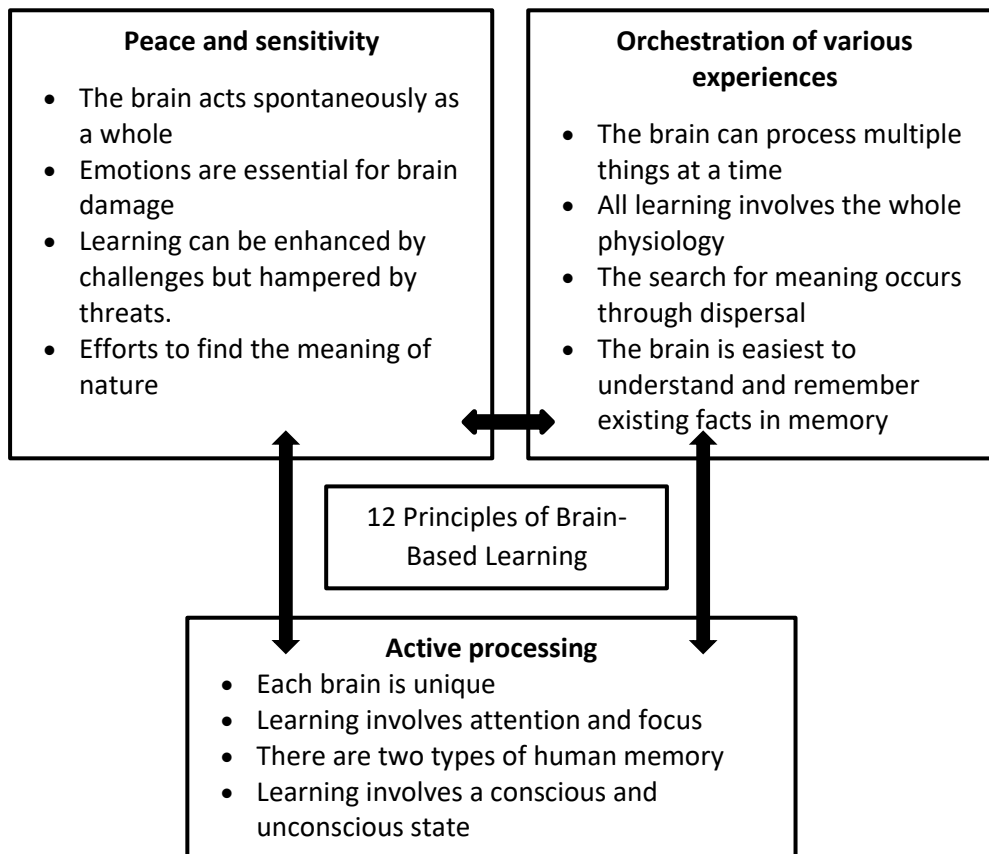 Peace and sensitivity
• The brain acts spontaneously as
a whole
• Emotions are essential for brain
damage
• Learning can be enhanced by
challenges but hampered by
threats.
• Efforts to find the meaning of
nature
Orchestration of various
experiences
• The brain can process multiple
things at a time
• All learning involves the whole
physiology
• The search for meaning occurs
through dispersal
• The brain is easiest to
understand and remember
existing facts in memory
12 Principles of Brain-
Based Learning
Active processing
• Each brain is unique
• Learning involves attention and focus
• There are two types of human memory
• Learning involves a conscious and
unconscious state